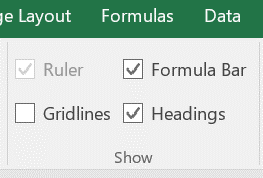 ge Layout Formulas Data
Ruler Formula Bar
Gridlines Headings
Show